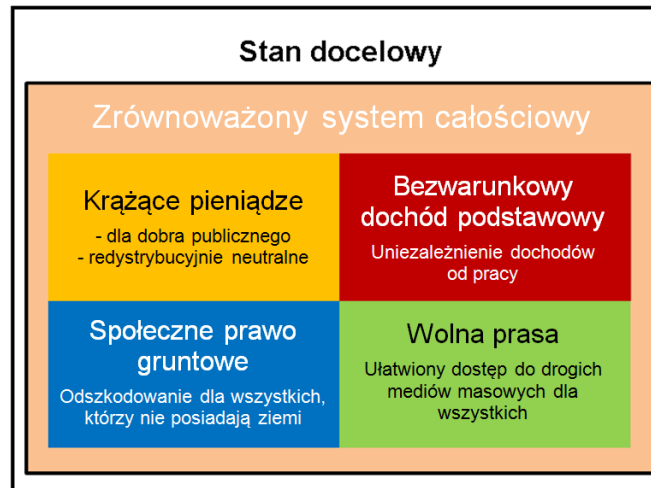 Stan docelowy
Zrównoważony system całościowy
Krążące pieniądze
- dla dobra publicznego
- redystrybucyjnie neutralne
Bezwarunkowy
dochód podstawowy
Uniezależnienie dochodów
od pracy
Społeczne prawo
gruntowe
Odszkodowanie dla wszystkich,
którzy nie posiadają ziemi
Wolna prasa
Ułatwiony dostęp do drogich
mediów masowych dla
wszystkich